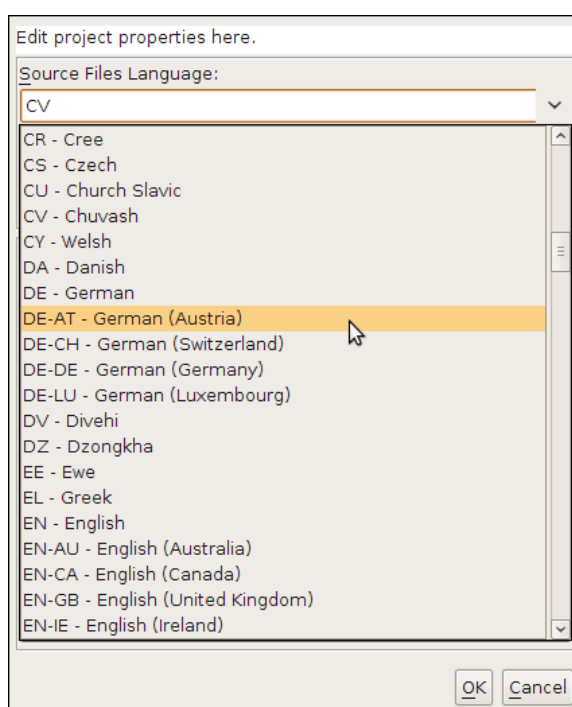 Edit project properties here.
Source Files Language:
CV
CR - Cree
CS - Czech
CU - Church Slavic
CV - Chuvash
CY - Welsh
DA - Danish
DE - German
DE-AT - German (Austria)
DE-CH - German (Switzerland)
DE-DE - German (Germany)
DE-LU - German (Luxembourg)
DV - Divehi
DZ - Dzongkha
EE - Ewe
EL - Greek
EN - English
EN-AU - English (Australia)
EN-CA - English (Canada)
EN-GB - English (United Kingdom)
EN-IE - English (Ireland)
OK Cancel